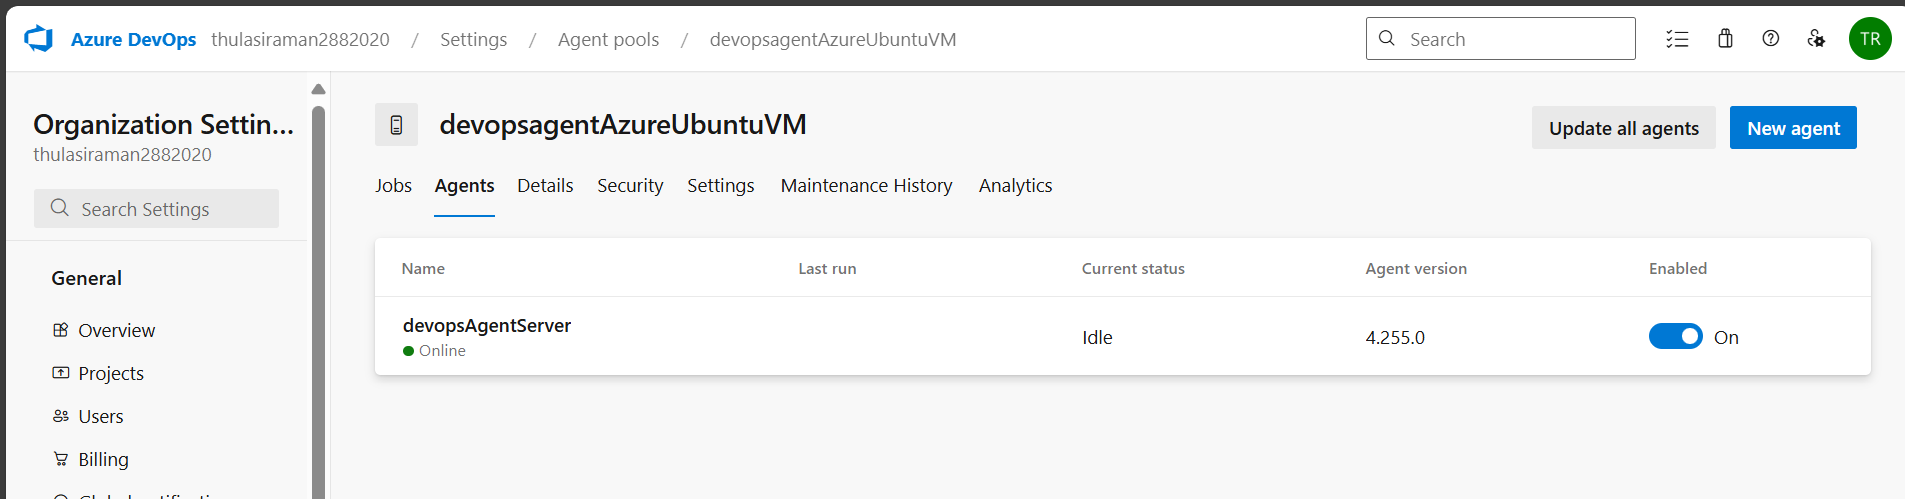 Azure DevOps thulasiraman2882020 / Settings / Agent pools / devopsagentAzureUbuntuVM
Search
TR
Organization Settin...
thulasiraman2882020
Search Settings
General
Overview
Projects
Users
Billing
devopsagentAzureUbuntuVM
Update all agents
New agent
Jobs Agents Details Security Settings Maintenance History Analytics
Name Last run Current status Agent version Enabled
devopsAgentServer
Online
Idle 4.255.0 On